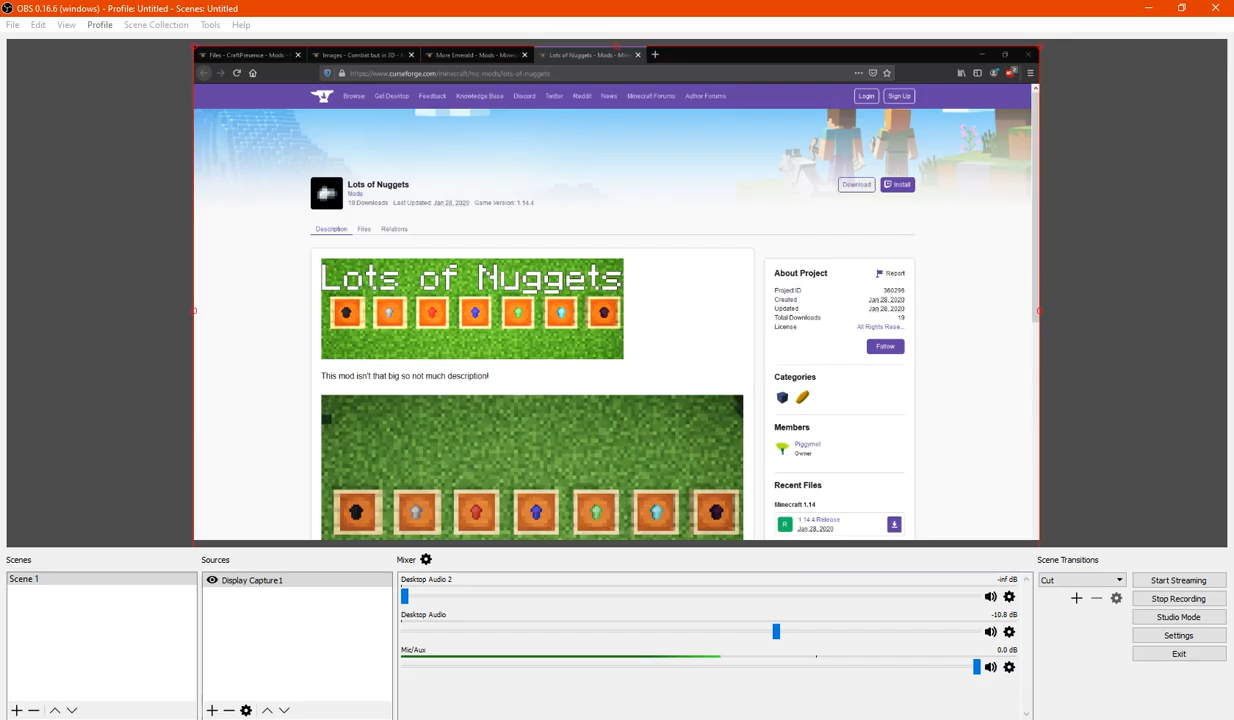 OBS 0.16.6 (windows) - Profile: Untitled - Scenes: Untitled
File Edit View Profile Scene Collection Tools Help
Files - CraftPresence - Mods - Images - Combat but in 3D - More Emerald - Mods - Minec Lots of Nuggets - Mods - Min
https://www.curseforge.com/minecraft/mc-mods/lots-of-nuggets
Browse Get Desktop Feedback Knowledge Base Discord Twitter Reddit News Minecraft Forums Author Forums Login Sign Up
Lots of Nuggets
Mods
19 Downloads Last Updated: Jan 28, 2020 Game Version: 1.14.4
Download Install
Description Files Relations
Lots of Nuggets
This mod isn't that big so not much description!
About Project Report
Project ID 360296
Created Jan 28, 2020
Updated Jan 28, 2020
Total Downloads 19
License All Rights Rese...
Follow
Categories
Members
Piggymel
Owner
Recent Files
Minecraft 1.14
R 1.14.4 Release
Jan 28, 2020
Scenes
Scene 1
Sources
Display Capture1
Mixer
Desktop Audio 2 -inf dB
Desktop Audio -10.8 dB
Mic/Aux 0.0 dB
Scene Transitions
Cut
Start Streaming
Stop Recording
Studio Mode
Settings
Exit